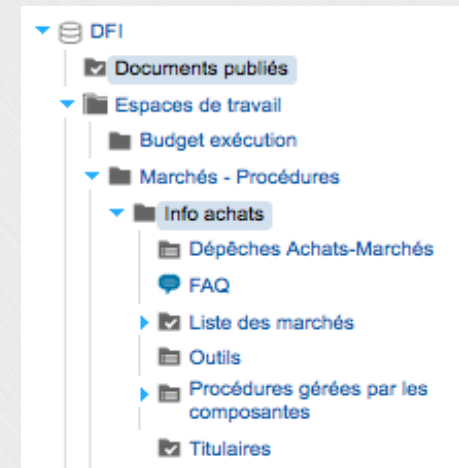 DFI
Documents publiés
Espaces de travail
Budget exécution
Marchés - Procédures
Info achats
Dépêches Achats-Marchés
FAQ
Liste des marchés
Outils
Procédures gérées par les
composantes
Titulaires